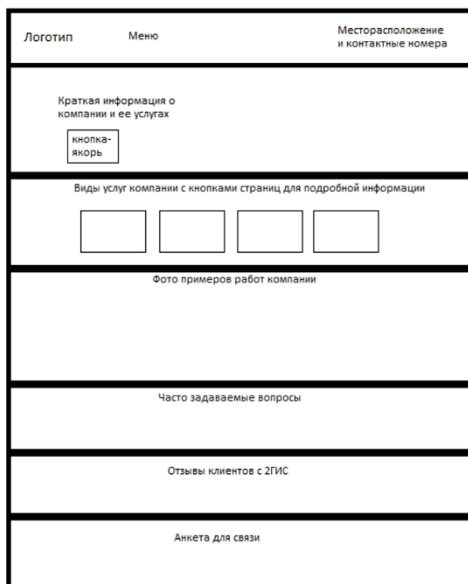 Логотип
Меню
Месторасположение
и контактные номера
Краткая информация о
компании и ее услугах
кнопка-
якорь
Виды услуг компании с кнопками страниц для подробной информации
Фото примеров работ компании
Часто задаваемые вопросы
Отзывы клиентов с 2ГИС
Анкета для связи